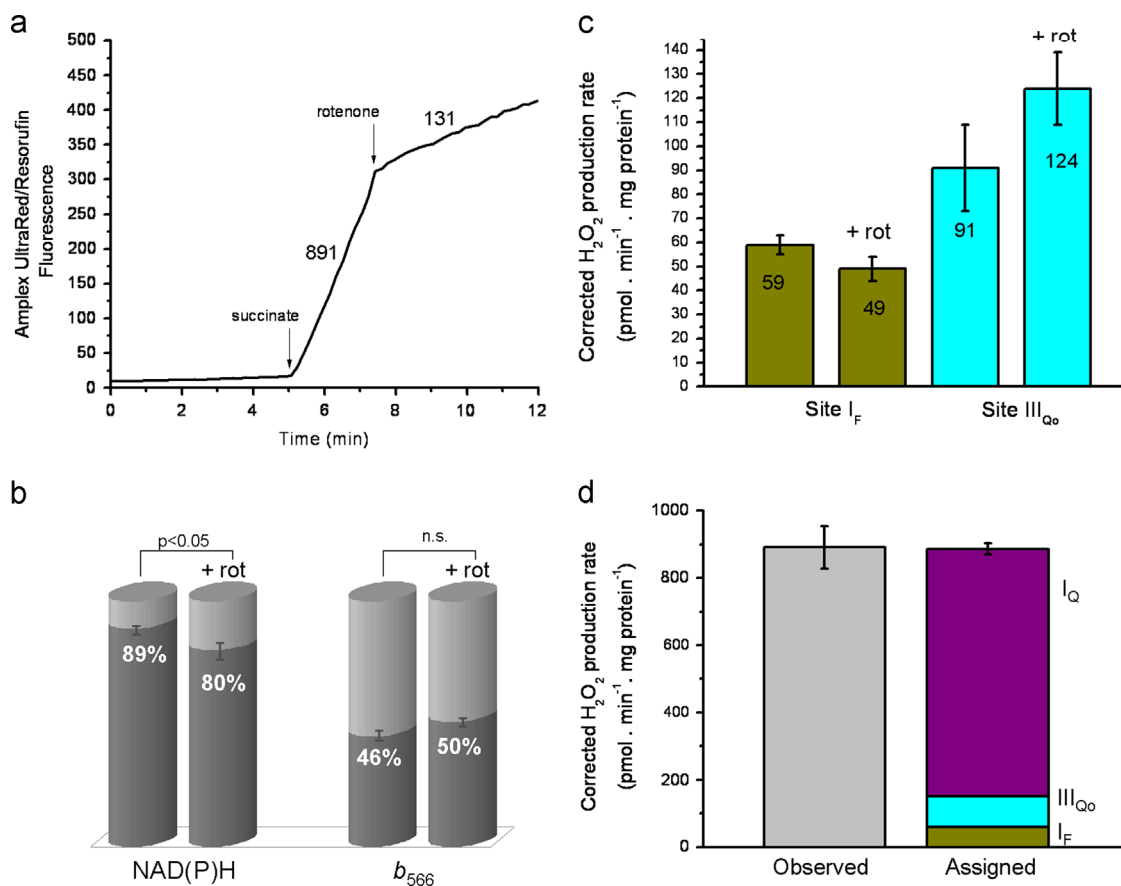 a
500
450
400
350
300
250
200
150
100
50
0
Amplex UltraRed/Resorufin
Fluorescence
rotenone
131
891
succinate
0 2 4 6 8 10 12
Time (min)
b
p<0.05
+ rot
89%
80%
NAD(P)H
n.s.
+ rot
46%
50%
b566
c
Corrected H2O2 production rate
(pmol . min-1 . mg protein-1)
140
130
120
110
100
90
80
70
60
50
40
30
20
10
0
+ rot
+ rot
59
49
91
124
Site IF
Site IIIQo
d
Corrected H2O2 production rate
(pmol . min-1 . mg protein-1)
1000
800
600
400
200
0
IQ
IIIQo
IF
Observed
Assigned